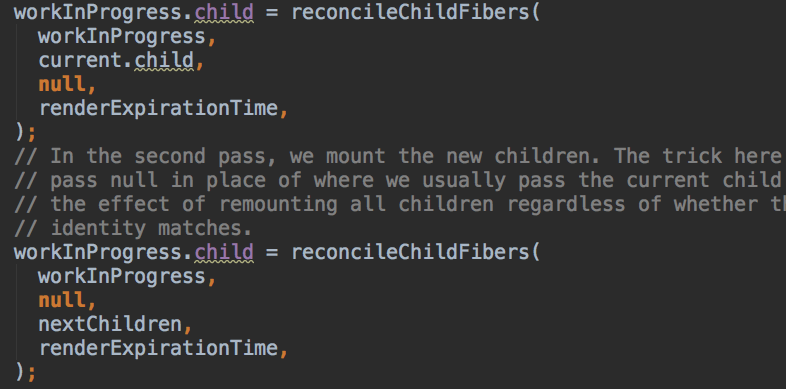 workInProgress.child = reconcileChildFibers(
workInProgress,
current.child,
null,
renderExpirationTime,
);
// In the second pass, we mount the new children. The trick here
// pass null in place of where we usually pass the current child
// the effect of remounting all children regardless of whether th
// identity matches.
workInProgress.child = reconcileChildFibers(
workInProgress,
null,
nextChildren,
renderExpirationTime,
);